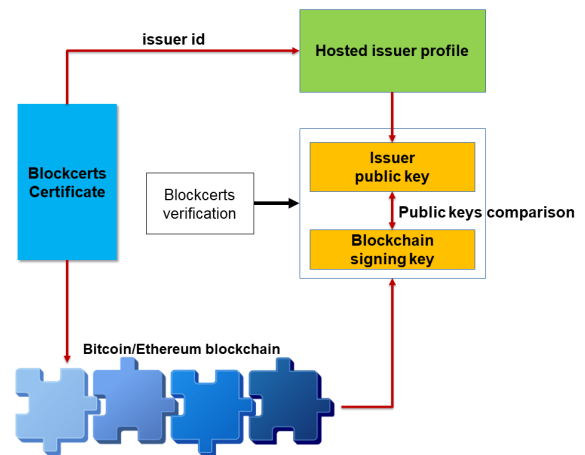 issuer id
Hosted issuer profile
Blockcerts
Certificate
Issuer
public key
Blockcerts
verification
Public keys comparison
Blockchain
signing key
Bitcoin/Ethereum blockchain